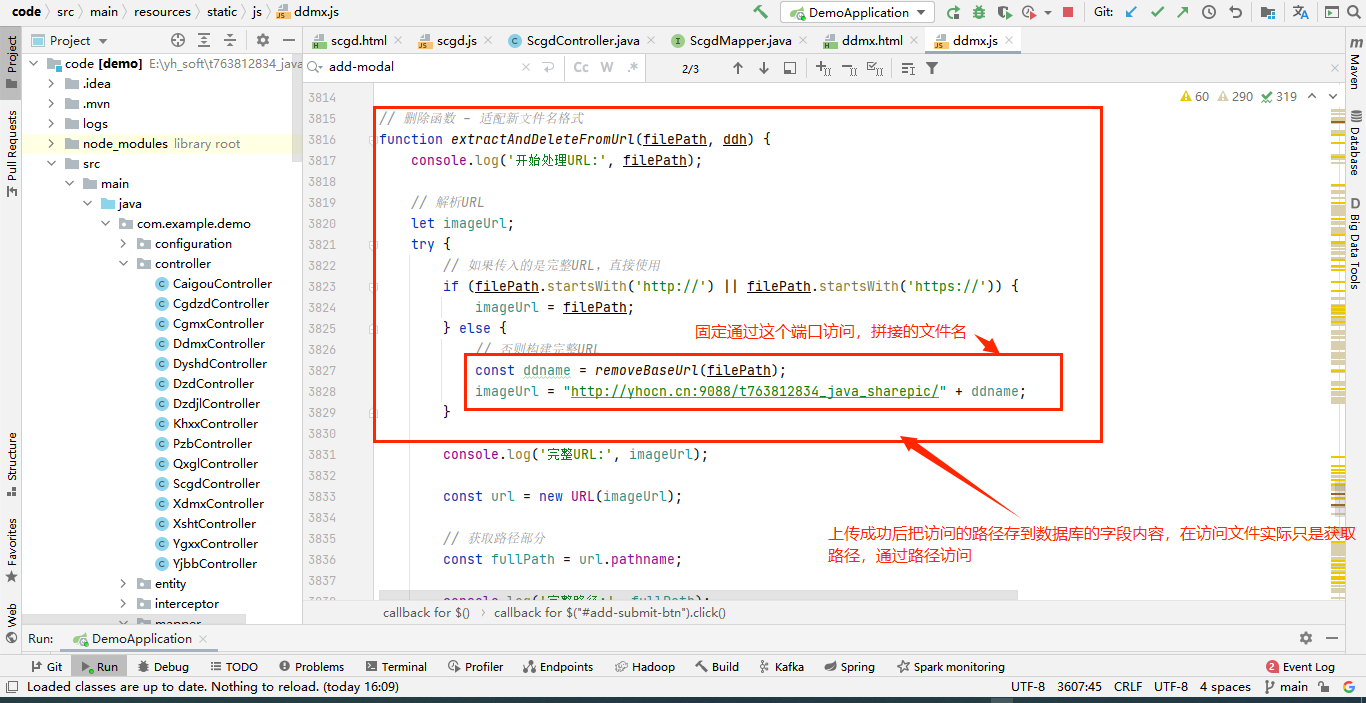 code src main resources static js ddmx.js
DemoApplication Git:
Project
scgd.html scgd.js ScgdController.java ScgdMapper.java ddmx.html ddmx.js
add-modal Cc W .* 2/3
60 290 319
code [demo] E:\yh_soft\t763812834_java
.idea
.mvn
logs
node_modules library root
src
main
java
com.example.demo
configuration
controller
CaigouController
CgdzdController
CgmxController
DdmxController
DyshdController
DzdController
DzdjlController
KhxxController
PzbController
QxglController
ScgdController
XdmxController
XshtController
YgxxController
YjbbController
entity
interceptor
mapper
Project
Pull Requests
Structure
Favorites
Web
3814
3815 // 删除函数 - 适配新文件名格式
3816 function extractAndDeleteFromUrl(filePath, ddh) {
3817 console.log('开始处理URL:', filePath);
3818
3819 // 解析URL
3820 let imageUrl;
3821 try {
3822 // 如果传入的是完整URL，直接使用
3823 if (filePath.startsWith('http://') || filePath.startsWith('https://')) {
3824 imageUrl = filePath;
3825 } else {
固定通过这个端口访问，拼接的文件名
3826 // 否则构建完整URL
3827 const ddname = removeBaseUrl(filePath);
3828 imageUrl = "http://yhocn.cn:9088/t763812834_java_sharepic/" + ddname;
3829 }
3830
3831 console.log('完整URL:', imageUrl);
3832
3833 const url = new URL(imageUrl);
3834
上传成功后把访问的路径存到数据库的字段内容，在访问文件实际只是获取
路径，通过路径访问
3835 // 获取路径部分
3836 const fullPath = url.pathname;
3837
3838 console.log('完整路径:', fullPath);
callback for $() callback for $("#add-submit-btn").click()
Maven
Database
Big Data Tools
Run: DemoApplication
Git Run Debug TODO Problems Terminal Profiler Endpoints Hadoop Build Kafka Spring Spark monitoring 2 Event Log
Loaded classes are up to date. Nothing to reload. (today 16:09) UTF-8 3607:45 CRLF UTF-8 4 spaces main